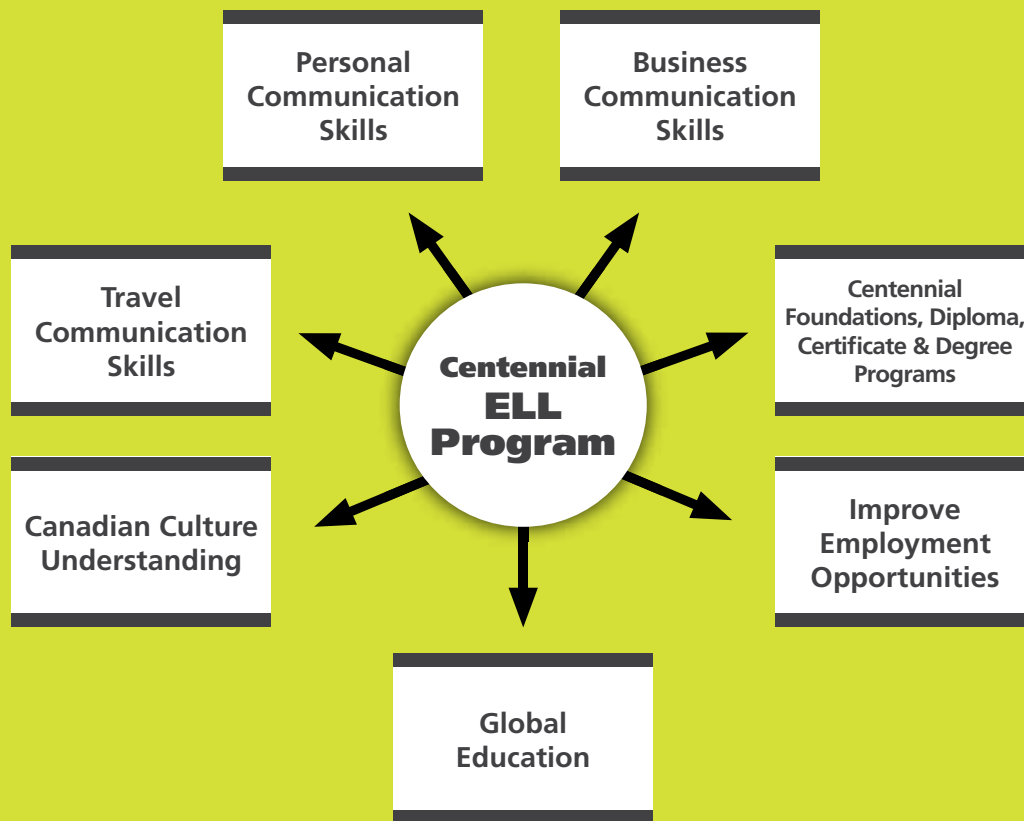 Personal
Communication
Skills
Business
Communication
Skills
Travel
Communication
Skills
Centennial
Foundations, Diploma,
Certificate & Degree
Programs
Centennial
ELL
Program
Canadian Culture
Understanding
Improve
Employment
Opportunities
Global
Education